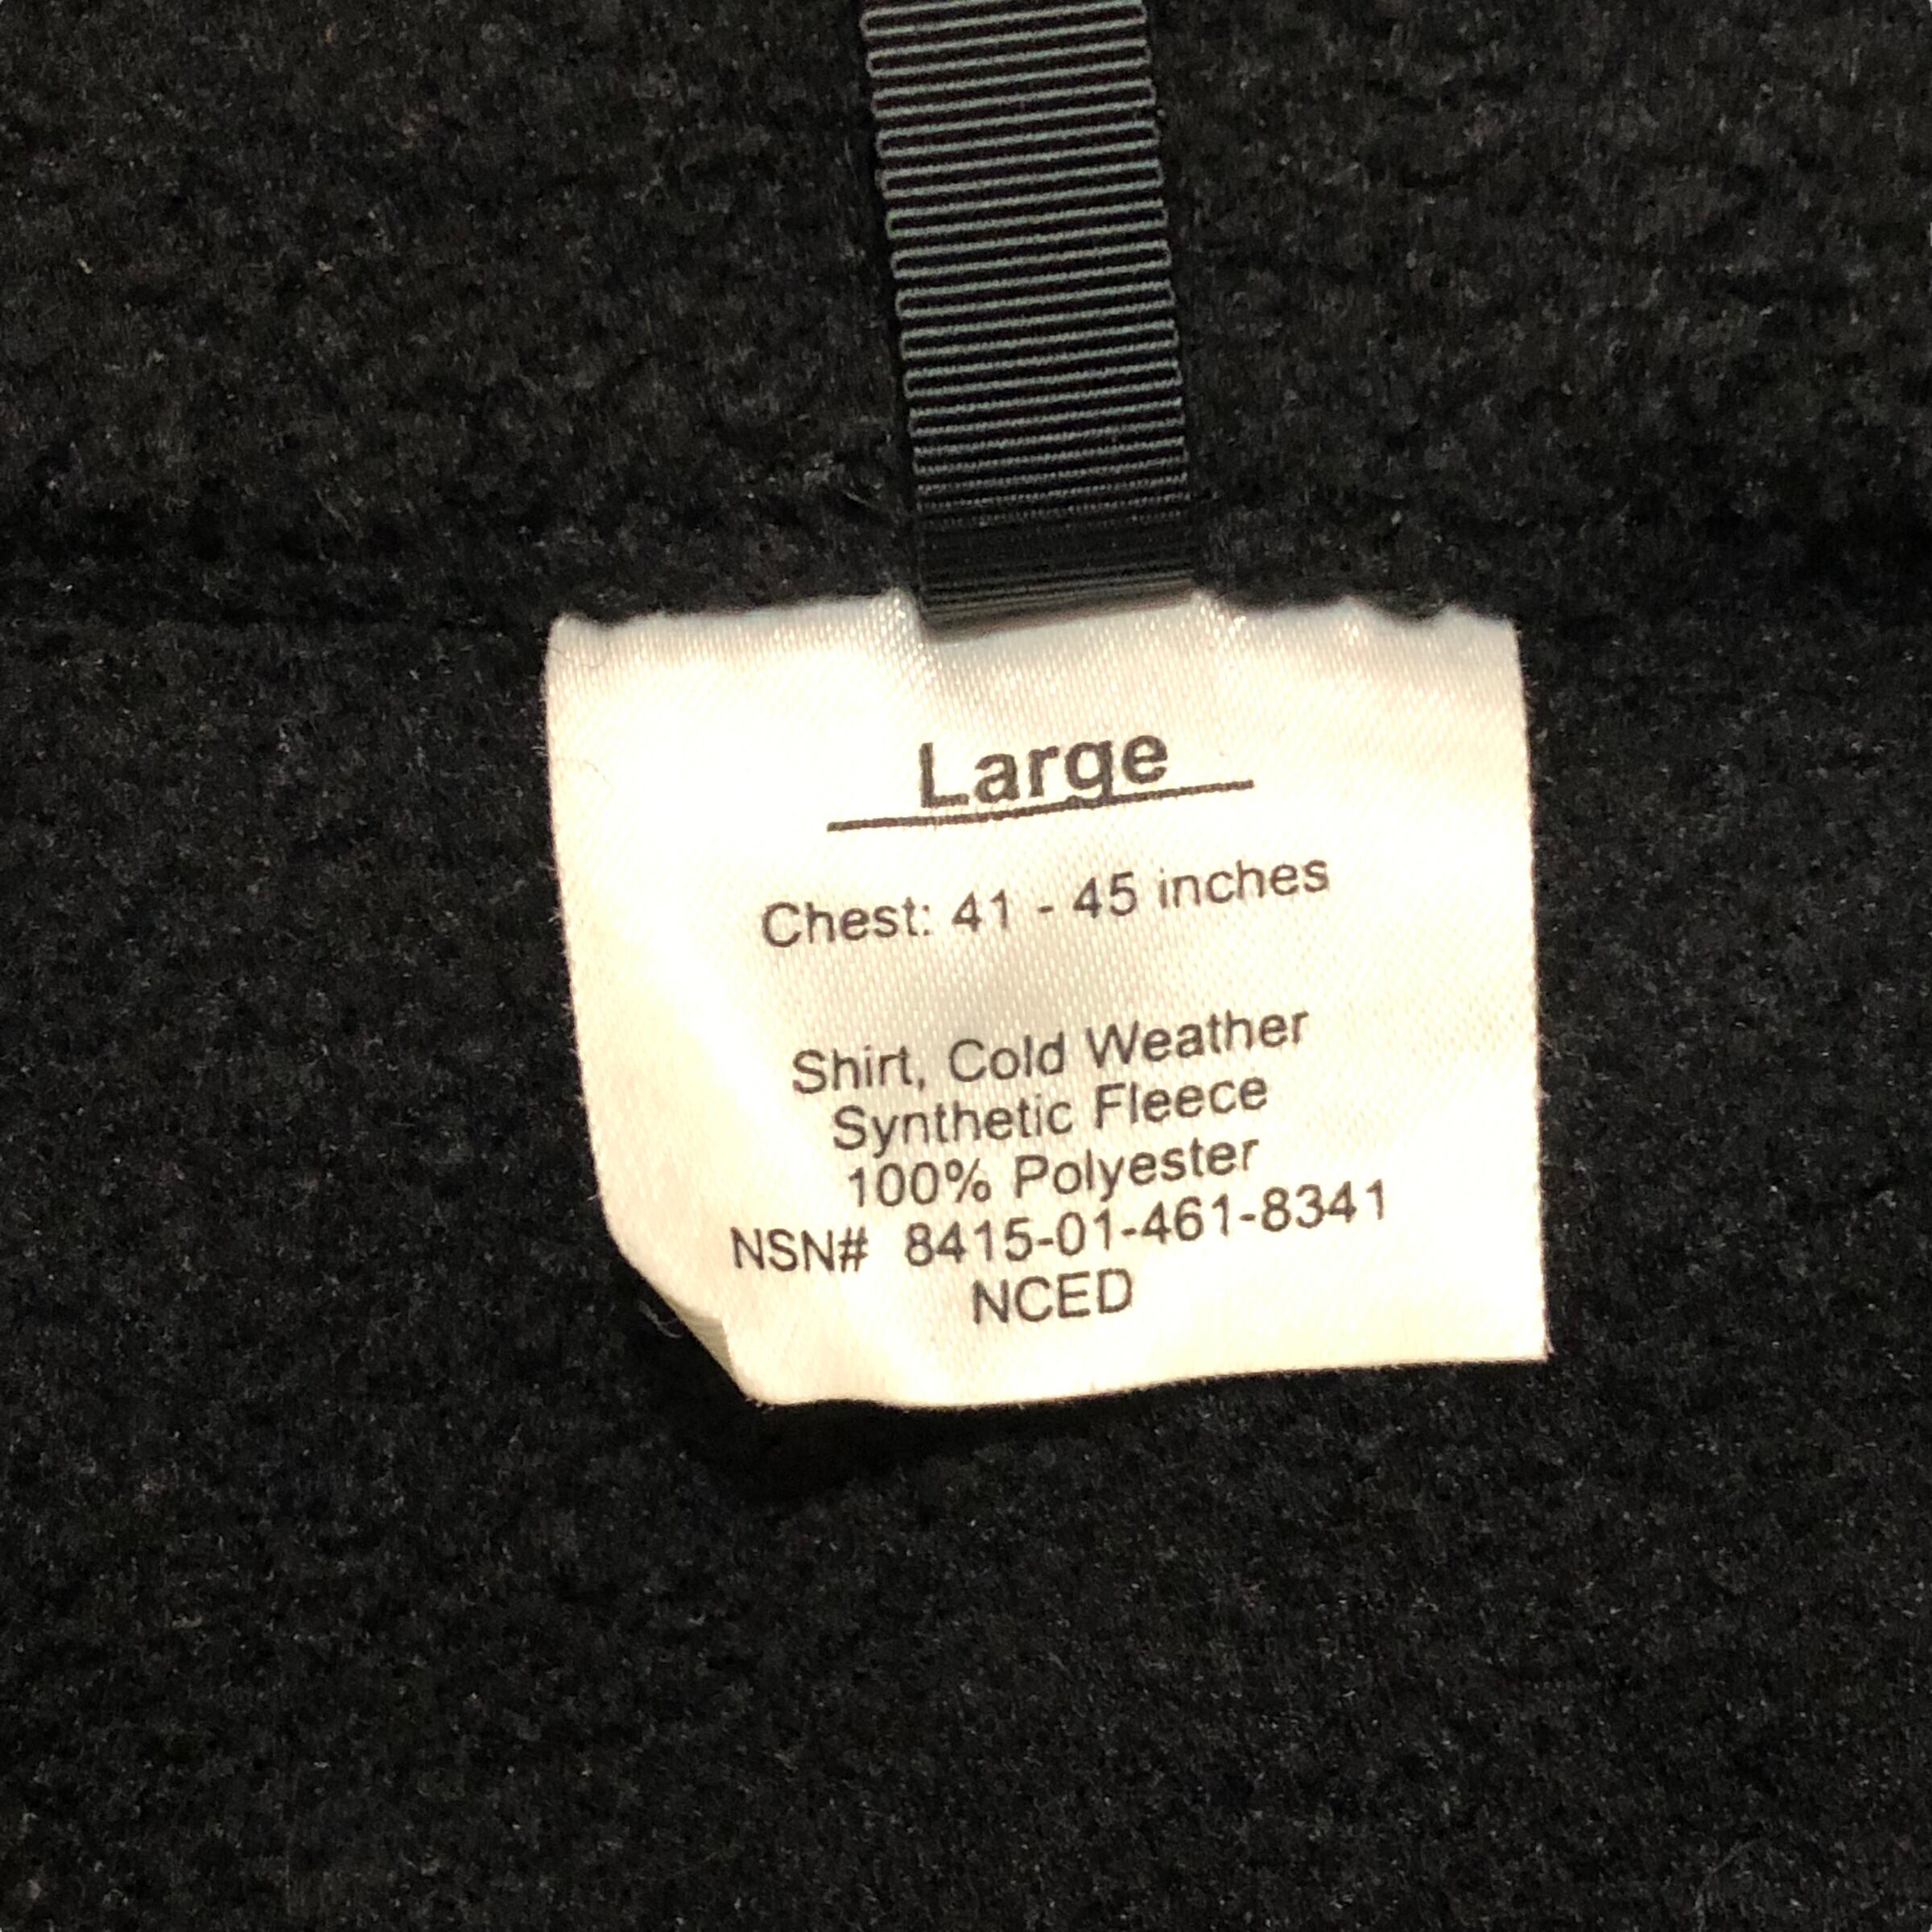 Large
Chest: 41 - 45 inches
Shirt, Cold Weather
Synthetic Fleece
100% Polyester
NSN# 8415-01-461-8341
NCED